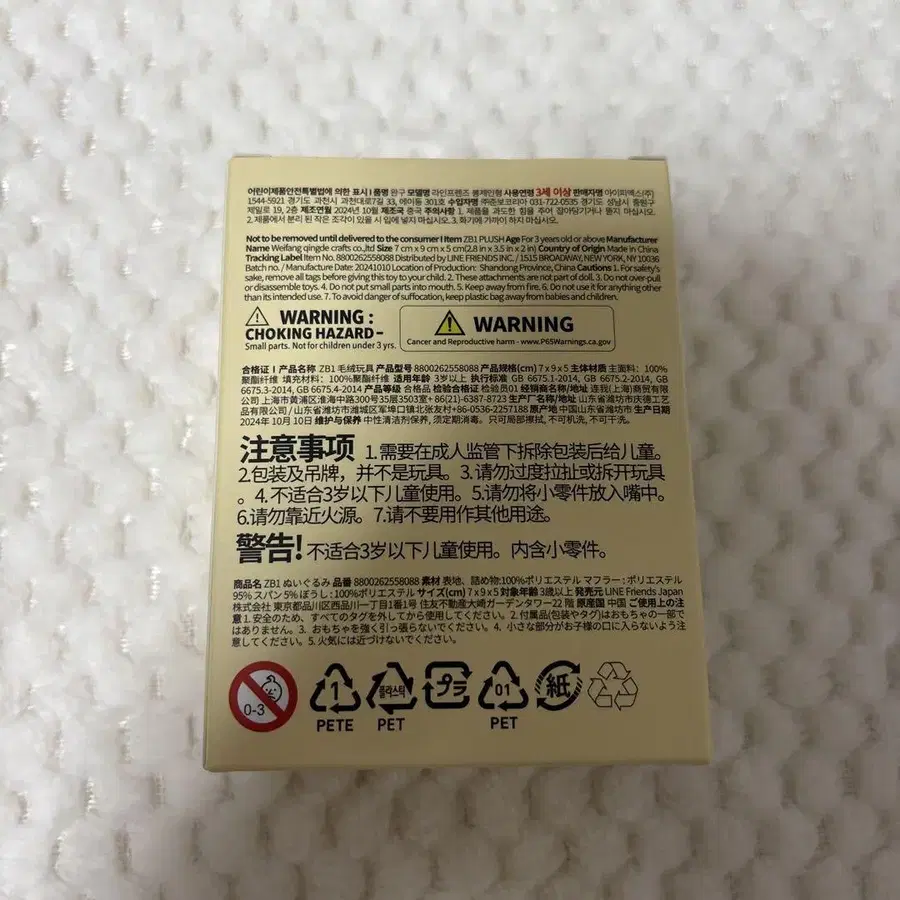 어린이제품안전특별법에 의한 표시 I 품명 완구 모델명 라인프렌즈 봉제인형 사용연령 3세 이상 판매자명 아이피엑스(주)
1544-5921 경기도 과천시 과천대로7길 33, 에이동 301호 수입자명 ㈜준보코리아 031-722-0535 경기도 성남시 중원구
제일로 19, 2층 제조연월 2024년 10월 제조국 중국 주의사항 1. 제품을 과도한 힘을 주어 잡아당기거나 뜰지 마십시오.
2. 제품에서 분리 된 작은 조각이 있을 시 입에 넣지 마십시오. 3. 화기에 가까이 하지 마십시오.
Not to be removed until delivered to the consumer I Item ZB1 PLUSH Age For 3 years old or above Manufacturer
Name Weifang qingde crafts co.,ltd Size 7 cm x 9 cm x 5 cm(2.8 in x 3.5 in x 2 in) Country of Origin Made in China
Tracking Label Item No. 8800262558088 Distributed by LINE FRIENDS INC. / 1515 BROADWAY, NEW YORK, NY 10036
Batch no. / Manufacture Date: 20241010 Location of Production: Shandong Province, China Cautions 1. For safety's
sake, remove all tags before giving this toy to your child. 2. These attachments are not part of doll. 3. Do not over-pull
or disassemble toys. 4. Do not put small parts into mouth. 5. Keep away from fire. 6. Do not use it for anything other
than its intended use. 7. To avoid danger of suffocation, keep plastic bag away from babies and children.
WARNING :
CHOKING HAZARD–
Small parts. Not for children under 3 yrs.
WARNING
Cancer and Reproductive harm - www.P65Warnings.ca.gov
合格证 I 产品名称 ZB1 毛绒玩具 产品型号 8800262558088 产品规格(cm) 7 x 9 x 5 主体材质 主面料：100%
聚酯纤维 填充材料：100%聚酯纤维 适用年龄 3岁以上 执行标准 GB 6675.1-2014, GB 6675.2-2014, GB
6675.3-2014, GB 6675.4-2014 产品等级 合格品 检验合格证 检验员01 经销商名称/地址 连我(上海)商贸有限公
司 上海市黄浦区淮海中路300号35层3503室+86(21)-6387-8723 生产厂名称/地址 山东省潍坊市庆德工艺
品有限公司 / 山东省潍坊市潍城区军埠口镇北张友村+86-0536-2257188 原产地 中国山东省潍坊市 生产日期
2024年 10月 10日 维护与保养 中性清洁剂保养, 须定期消毒。只可局部擦拭, 不可机洗, 不可干洗。
注意事项 1.需要在成人监管下拆除包装后给儿童。
2.包装及吊牌，并不是玩具。3.请勿过度拉扯或拆开玩具
。4.不适合3岁以下儿童使用。5.请勿将小零件放入嘴中。
6.请勿靠近火源。7.请不要用作其他用途。
警告! 不适合3岁以下儿童使用。内含小零件。
商品名 ZB1 ぬいぐるみ 品番 8800262558088 素材 表地、詰め物:100%ポリエステル マフラー : ポリエステル
95% スパン 5% ぼうし : 100%ポリエステル サイズ(cm) 7 x 9 x 5 対象年齢 3歳以上 発売元 LINE Friends Japan
株式会社 東京都品川区西品川一丁目1番1号 住友不動産大崎ガーデンタワー22 階 原産国 中国 ご使用上の注
意 1. 安全のため、すべてのタグを外してから使用してください。2. 付属品(包装やタグ)はおもちゃの一部で
はありません。3. おもちゃを強く引っ張らないでください。4. 小さな部分がお子様の口に入らないよう注
意してください。5. 火気には近づけないでください。
0-3
1
PETE
플라스틱
PET
プラ
01
PET
紙